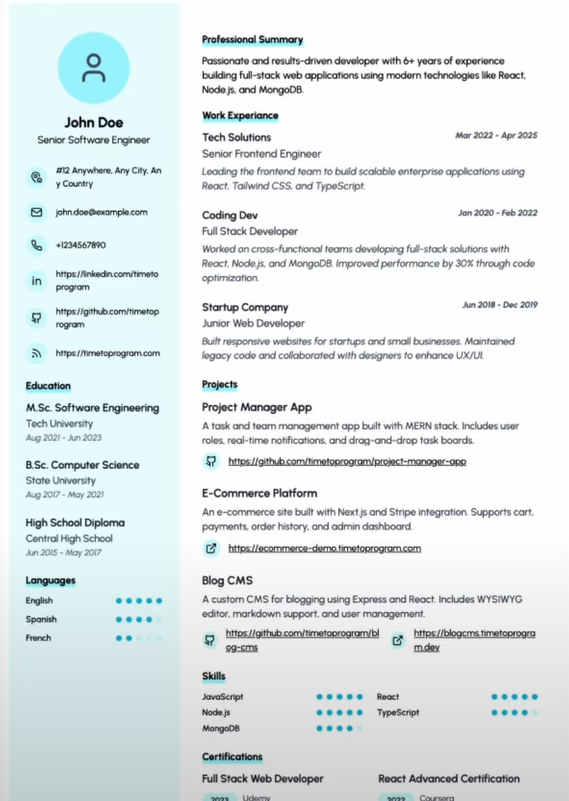 John Doe
Senior Software Engineer
#12 Anywhere, Any City, An
y Country
john.doe@example.com
+1234567890
https://linkedin.com/timeto
program
https://github.com/timetop
rogram
https://timetoprogram.com
Education
M.Sc. Software Engineering
Tech University
Aug 2021 - Jun 2023
B.Sc. Computer Science
State University
Aug 2017 - May 2021
High School Diploma
Central High School
Jun 2015 - May 2017
Languages
English
Spanish
French
Professional Summary
Passionate and results-driven developer with 6+ years of experience
building full-stack web applications using modern technologies like React,
Node.js, and MongoDB.
Work Experiance
Tech Solutions Mar 2022 - Apr 2025
Senior Frontend Engineer
Leading the frontend team to build scalable enterprise applications using
React, Tailwind CSS, and TypeScript.
Coding Dev Jan 2020 - Feb 2022
Full Stack Developer
Worked on cross-functional teams developing full-stack solutions with
React, Node.js, and MongoDB. Improved performance by 30% through code
optimization.
Startup Company Jun 2018 - Dec 2019
Junior Web Developer
Built responsive websites for startups and small businesses. Maintained
legacy code and collaborated with designers to enhance UX/UI.
Projects
Project Manager App
A task and team management app built with MERN stack. Includes user
roles, real-time notifications, and drag-and-drop task boards.
https://github.com/timetoprogram/project-manager-app
E-Commerce Platform
An e-commerce site built with Next.js and Stripe integration. Supports cart,
payments, order history, and admin dashboard.
https://ecommerce-demo.timetoprogram.com
Blog CMS
A custom CMS for blogging using Express and React. Includes WYSIWYG
editor, markdown support, and user management.
https://github.com/timetoprogram/bl
og-cms
https://blogcms.timetoprogra
m.dev
Skills
JavaScript React
Node.js TypeScript
MongoDB
Certifications
Full Stack Web Developer React Advanced Certification
2023 Udemy 2022 Coursera